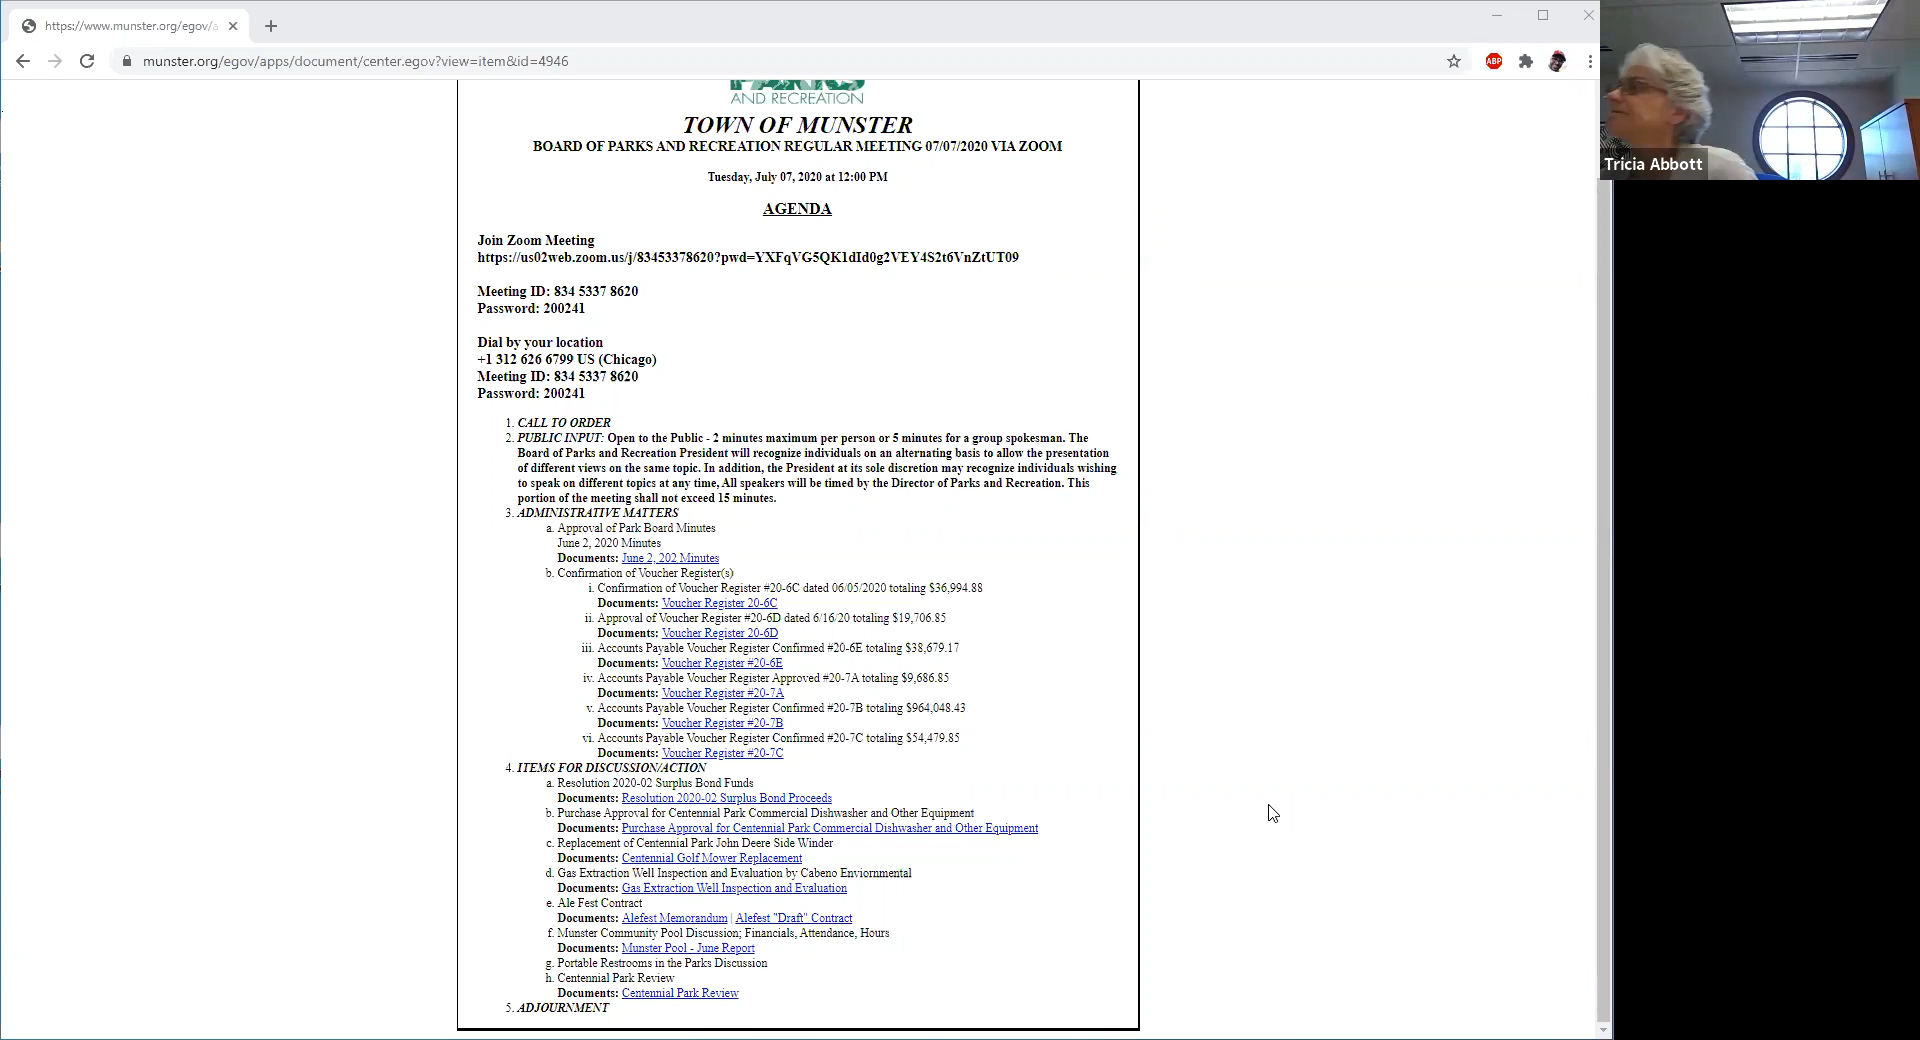 https://www.munster.org/egov/a
munster.org/egov/apps/document/center.egov?view=item&id=4946
ABP
Tricia Abbott
PARKS
AND RECREATION
TOWN OF MUNSTER
BOARD OF PARKS AND RECREATION REGULAR MEETING 07/07/2020 VIA ZOOM
Tuesday, July 07, 2020 at 12:00 PM
AGENDA
Join Zoom Meeting
https://us02web.zoom.us/j/83453378620?pwd=YXFqVG5QK1dId0g2VEY4S2t6VnZtUT09
Meeting ID: 834 5337 8620
Password: 200241
Dial by your location
+1 312 626 6799 US (Chicago)
Meeting ID: 834 5337 8620
Password: 200241
1. CALL TO ORDER
2. PUBLIC INPUT: Open to the Public - 2 minutes maximum per person or 5 minutes for a group spokesman. The
Board of Parks and Recreation President will recognize individuals on an alternating basis to allow the presentation
of different views on the same topic. In addition, the President at its sole discretion may recognize individuals wishing
to speak on different topics at any time, All speakers will be timed by the Director of Parks and Recreation. This
portion of the meeting shall not exceed 15 minutes.
3. ADMINISTRATIVE MATTERS
a. Approval of Park Board Minutes
June 2, 2020 Minutes
Documents: June 2, 202 Minutes
b. Confirmation of Voucher Register(s)
i. Confirmation of Voucher Register #20-6C dated 06/05/2020 totaling $36,994.88
Documents: Voucher Register 20-6C
ii. Approval of Voucher Register #20-6D dated 6/16/20 totaling $19,706.85
Documents: Voucher Register 20-6D
iii. Accounts Payable Voucher Register Confirmed #20-6E totaling $38,679.17
Documents: Voucher Register #20-6E
iv. Accounts Payable Voucher Register Approved #20-7A totaling $9,686.85
Documents: Voucher Register #20-7A
v. Accounts Payable Voucher Register Confirmed #20-7B totaling $964,048.43
Documents: Voucher Register #20-7B
vi. Accounts Payable Voucher Register Confirmed #20-7C totaling $54,479.85
Documents: Voucher Register #20-7C
4. ITEMS FOR DISCUSSION/ACTION
a. Resolution 2020-02 Surplus Bond Funds
Documents: Resolution 2020-02 Surplus Bond Proceeds
b. Purchase Approval for Centennial Park Commercial Dishwasher and Other Equipment
Documents: Purchase Approval for Centennial Park Commercial Dishwasher and Other Equipment
c. Replacement of Centennial Park John Deere Side Winder
Documents: Centennial Golf Mower Replacement
d. Gas Extraction Well Inspection and Evaluation by Cabeno Enviornmental
Documents: Gas Extraction Well Inspection and Evaluation
e. Ale Fest Contract
Documents: Alefest Memorandum | Alefest "Draft" Contract
f. Munster Community Pool Discussion; Financials, Attendance, Hours
Documents: Munster Pool - June Report
g. Portable Restrooms in the Parks Discussion
h. Centennial Park Review
Documents: Centennial Park Review
5. ADJOURNMENT